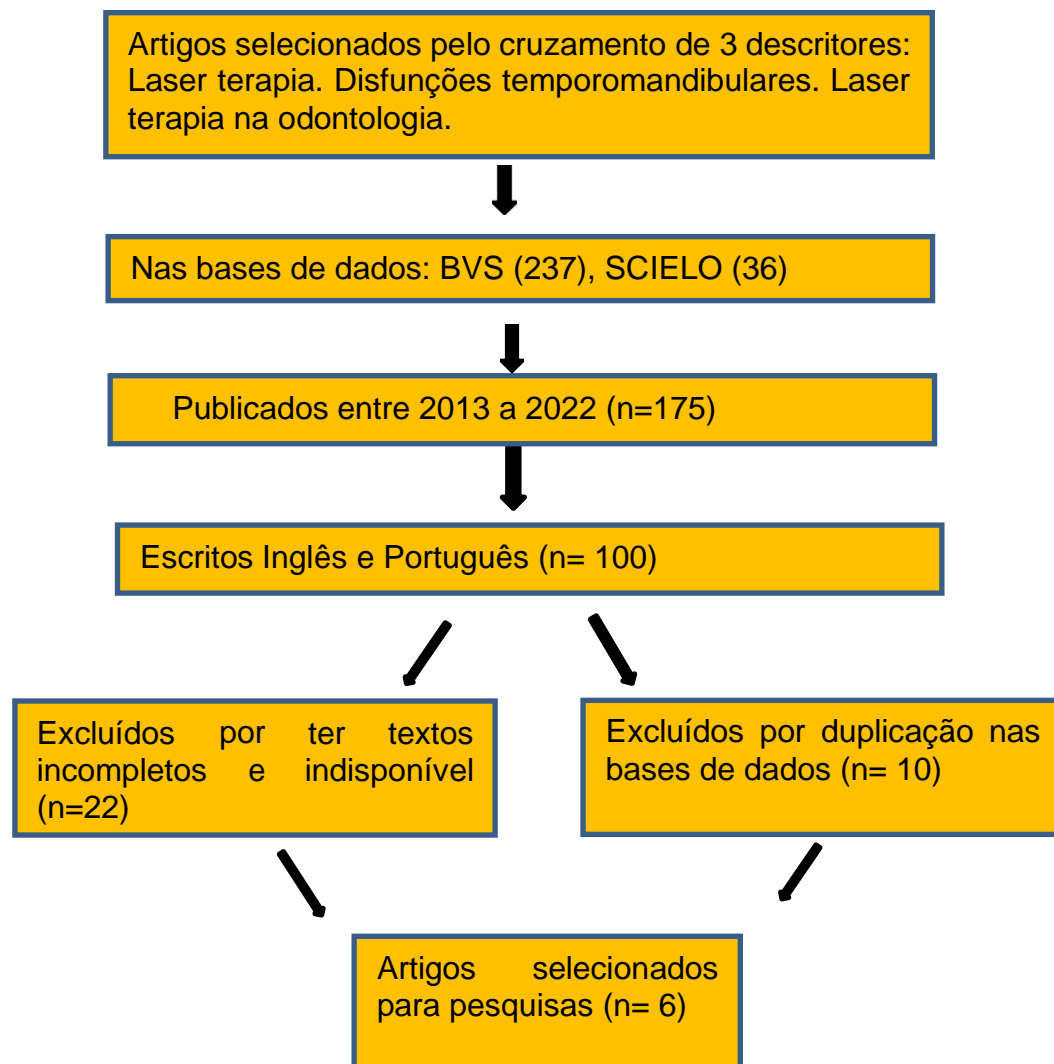 Artigos selecionados pelo cruzamento de 3 descritores:
Laser terapia. Disfunções temporomandibulares. Laser
terapia na odontologia.
Nas bases de dados: BVS (237), SCIELO (36)
Publicados entre 2013 a 2022 (n=175)
Escritos Inglês e Português (n= 100)
Excluídos por ter textos
incompletos e indisponível
(n=22)
Excluídos por duplicação nas
bases de dados (n= 10)
Artigos selecionados
para pesquisas (n= 6)